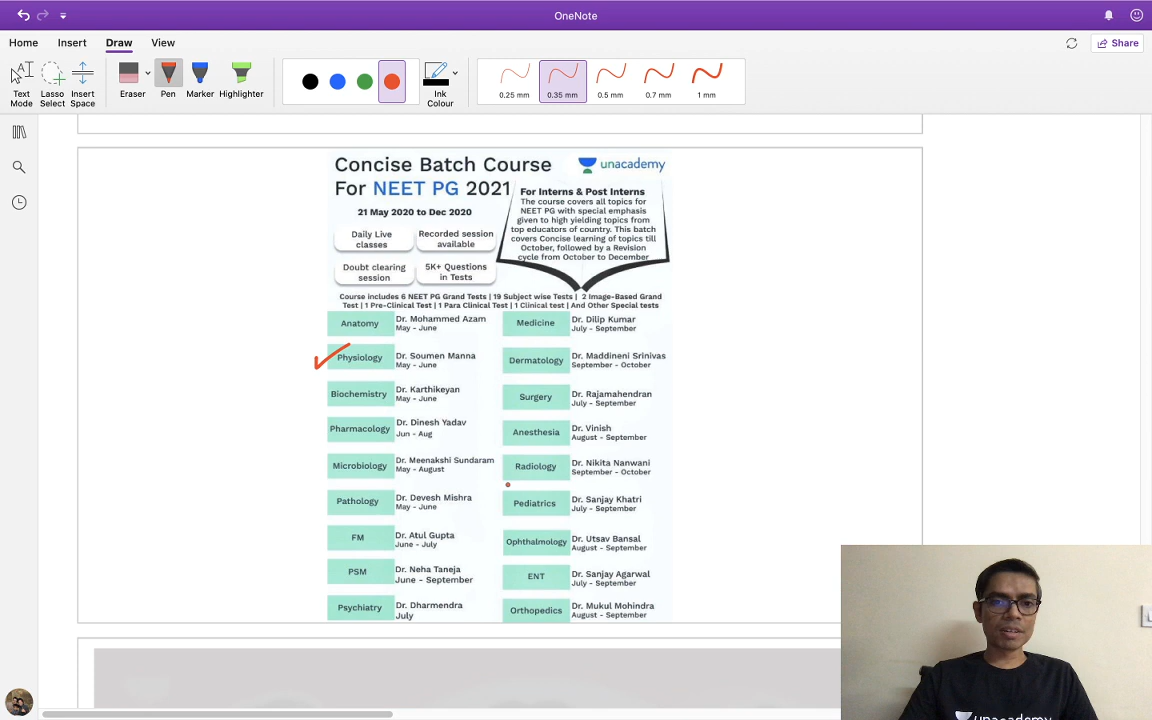 OneNote
Home Insert Draw View
Share
Text Mode
Lasso Select
Insert Space
Eraser
Pen
Marker
Highlighter
Ink Colour
0.25 mm
0.35 mm
0.5 mm
0.7 mm
1 mm
Concise Batch Course
For NEET PG 2021
unacademy
21 May 2020 to Dec 2020
Daily Live
classes
Recorded session
available
Doubt clearing
session
5K+ Questions
in Tests
For Interns & Post Interns
The course covers all topics for
NEET PG with special emphasis
given to high yielding topics from
top educators of country. This batch
covers Concise learning of topics till
October, followed by a Revision
cycle from October to December
Course includes 6 NEET PG Grand Tests | 19 Subject wise Tests | 2 Image-Based Grand
Test | 1 Pre-Clinical Test | 1 Para Clinical Test | 1 Clinical test | And Other Special tests
Anatomy
Dr. Mohammed Azam
May - June
Physiology
Dr. Soumen Manna
May - June
Biochemistry
Dr. Karthikeyan
May - June
Pharmacology
Dr. Dinesh Yadav
Jun - Aug
Microbiology
Dr. Meenakshi Sundaram
May - August
Pathology
Dr. Devesh Mishra
May - June
FM
Dr. Atul Gupta
June - July
PSM
Dr. Neha Taneja
June - September
Psychiatry
Dr. Dharmendra
July
Medicine
Dr. Dilip Kumar
July - September
Dermatology
Dr. Maddineni Srinivas
September - October
Surgery
Dr. Rajamahendran
July - September
Anesthesia
Dr. Vinish
August - September
Radiology
Dr. Nikita Nanwani
September - October
Pediatrics
Dr. Sanjay Khatri
July - September
Ophthalmology
Dr. Utsav Bansal
August - September
ENT
Dr. Sanjay Agarwal
July - September
Orthopedics
Dr. Mukul Mohindra
August - September
unacademy